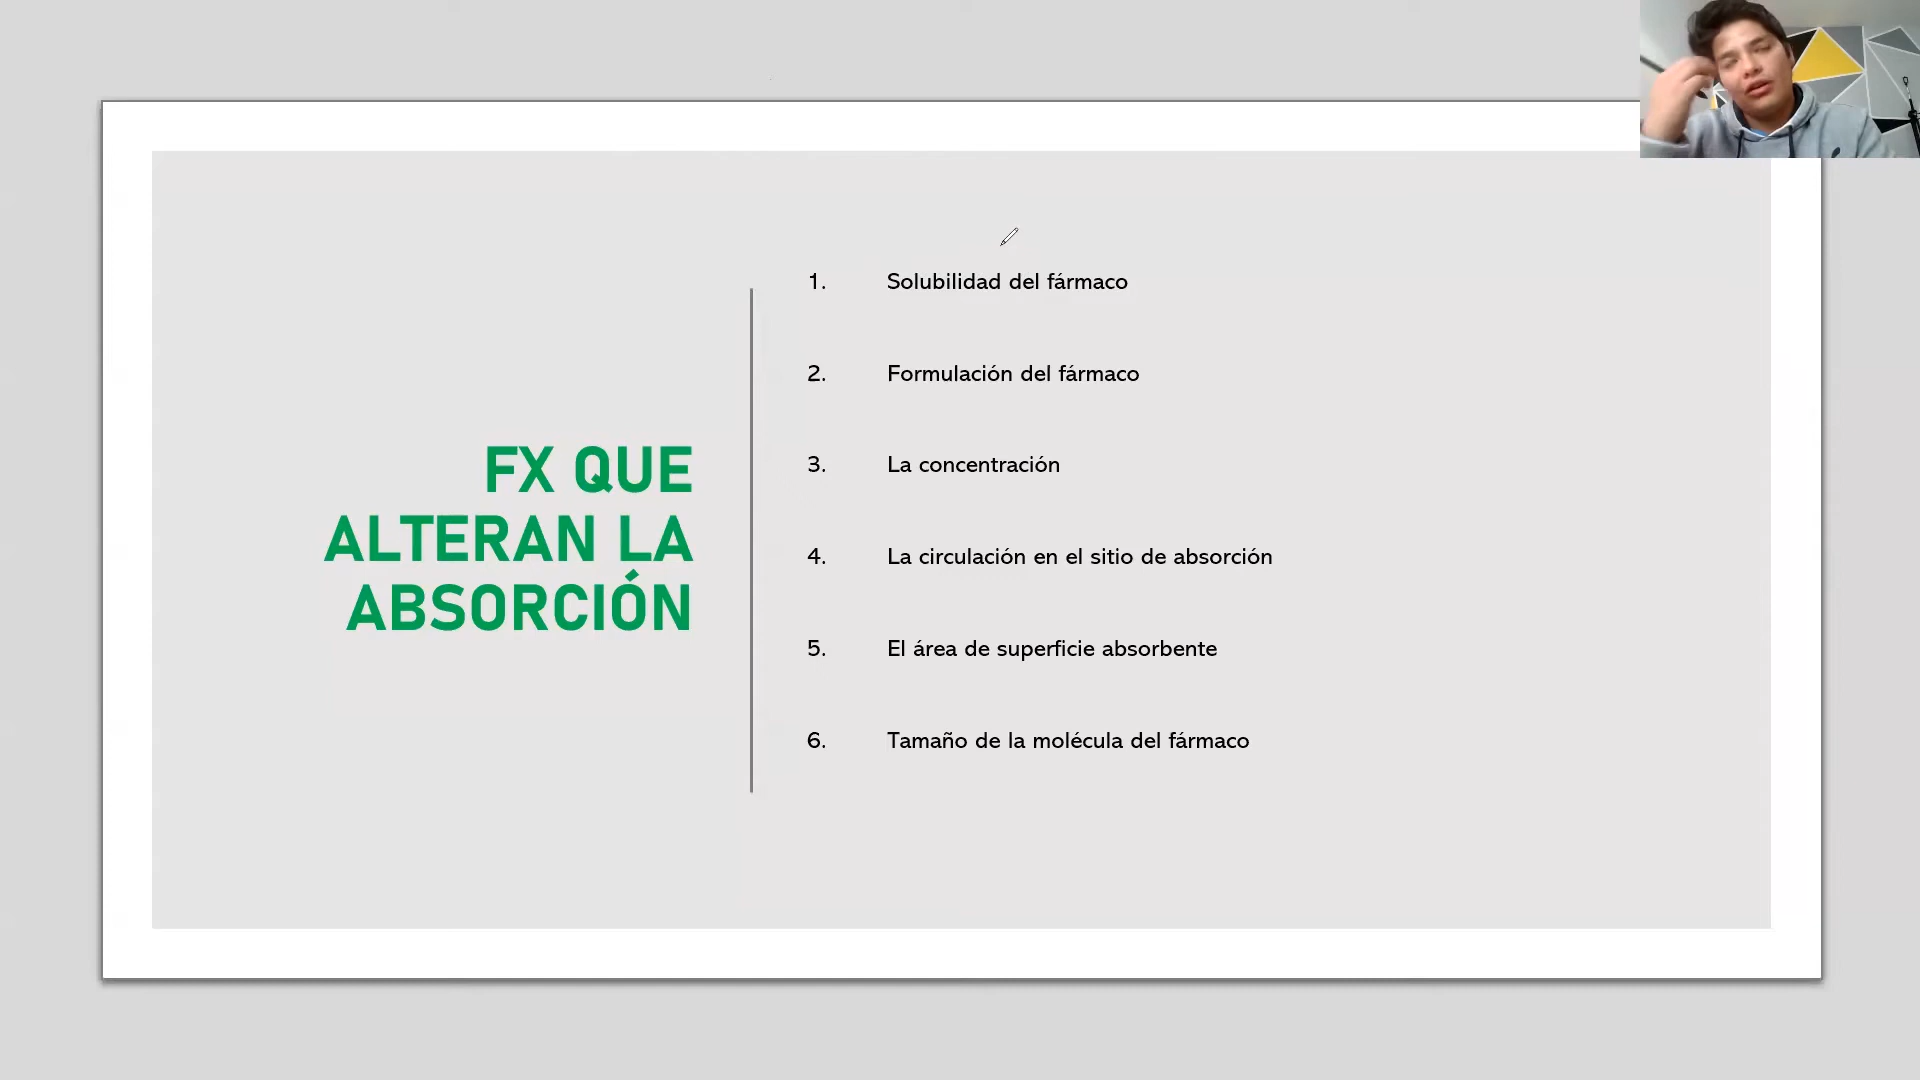 FX QUE
ALTERAN LA
ABSORCIÓN
1. Solubilidad del fármaco
2. Formulación del fármaco
3. La concentración
4. La circulación en el sitio de absorción
5. El área de superficie absorbente
6. Tamaño de la molécula del fármaco